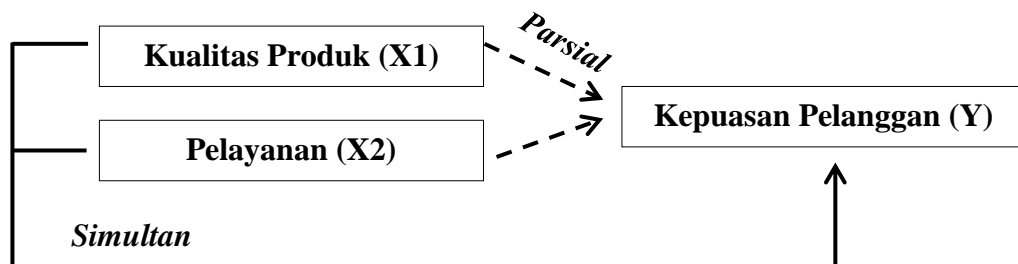 Parsial
Kualitas Produk (X1)
Kepuasan Pelanggan (Y)
Pelayanan (X2)
Simultan